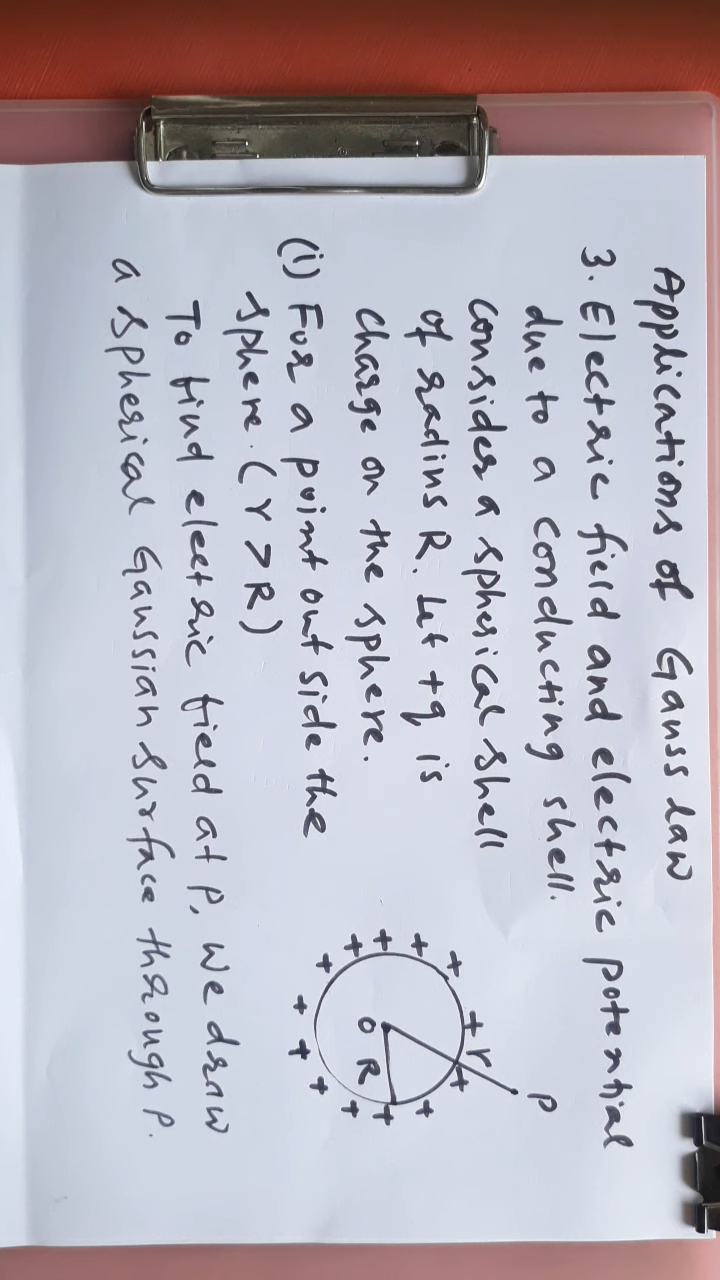 Applications of Gauss law
3. Electric field and electric potential
due to a conducting shell.
Consider a spherical shell
of radius R. Let +q is
charge on the sphere.
(i) For a point out side the
sphere. (r > R)
To find electric field at P, we draw
a spherical Gaussian surface through P.
P
r
O
R